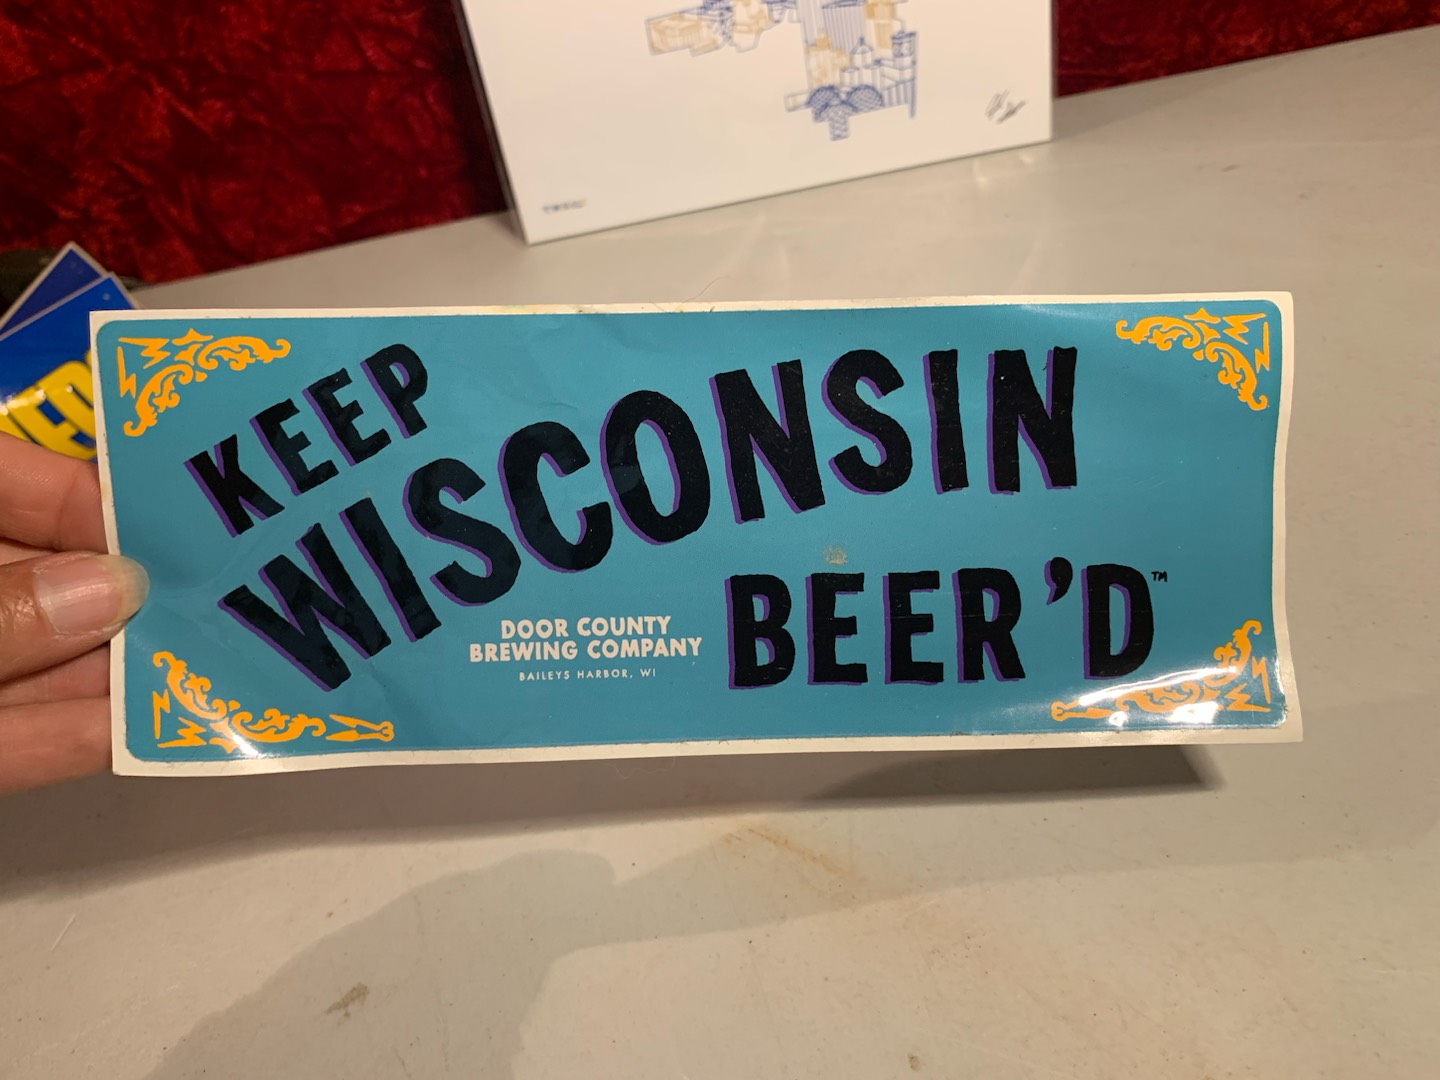 KEEP
WISCONSIN
BEER'D™
DOOR COUNTY
BREWING COMPANY
BAILEYS HARBOR, WI